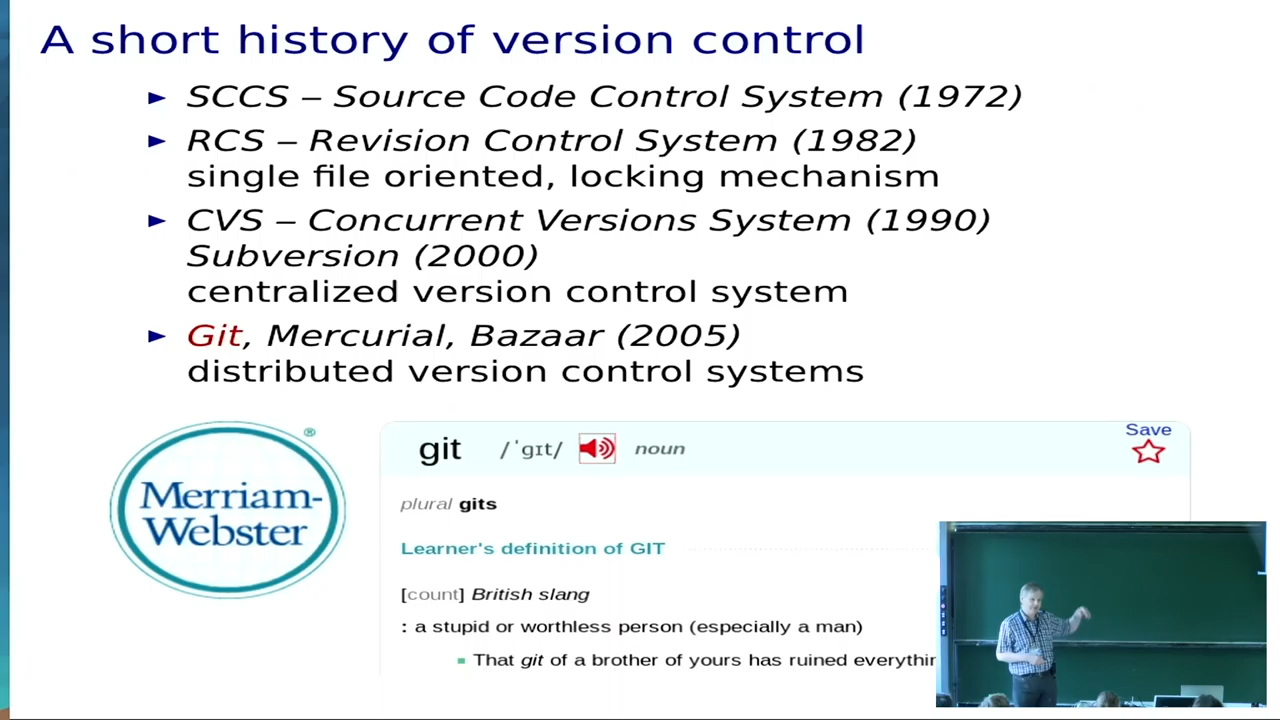 A short history of version control
► SCCS – Source Code Control System (1972)
► RCS – Revision Control System (1982)
single file oriented, locking mechanism
► CVS – Concurrent Versions System (1990)
Subversion (2000)
centralized version control system
► Git, Mercurial, Bazaar (2005)
distributed version control systems
Merriam-
Webster
®
git /ˈgɪt/ noun
Save
plural gits
Learner's definition of GIT
[count] British slang
: a stupid or worthless person (especially a man)
▪ That git of a brother of yours has ruined